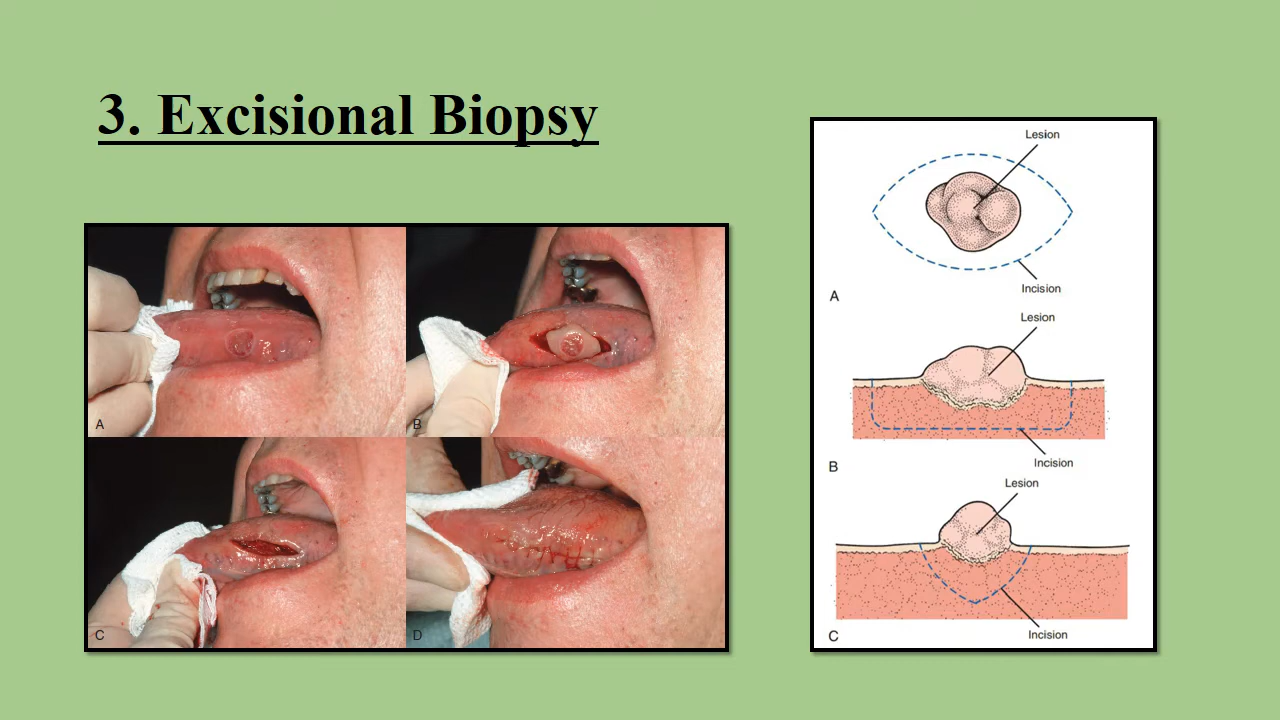 3. Excisional Biopsy
A
B
C
D
Lesion
Incision
A
Lesion
Incision
B
Lesion
Incision
C